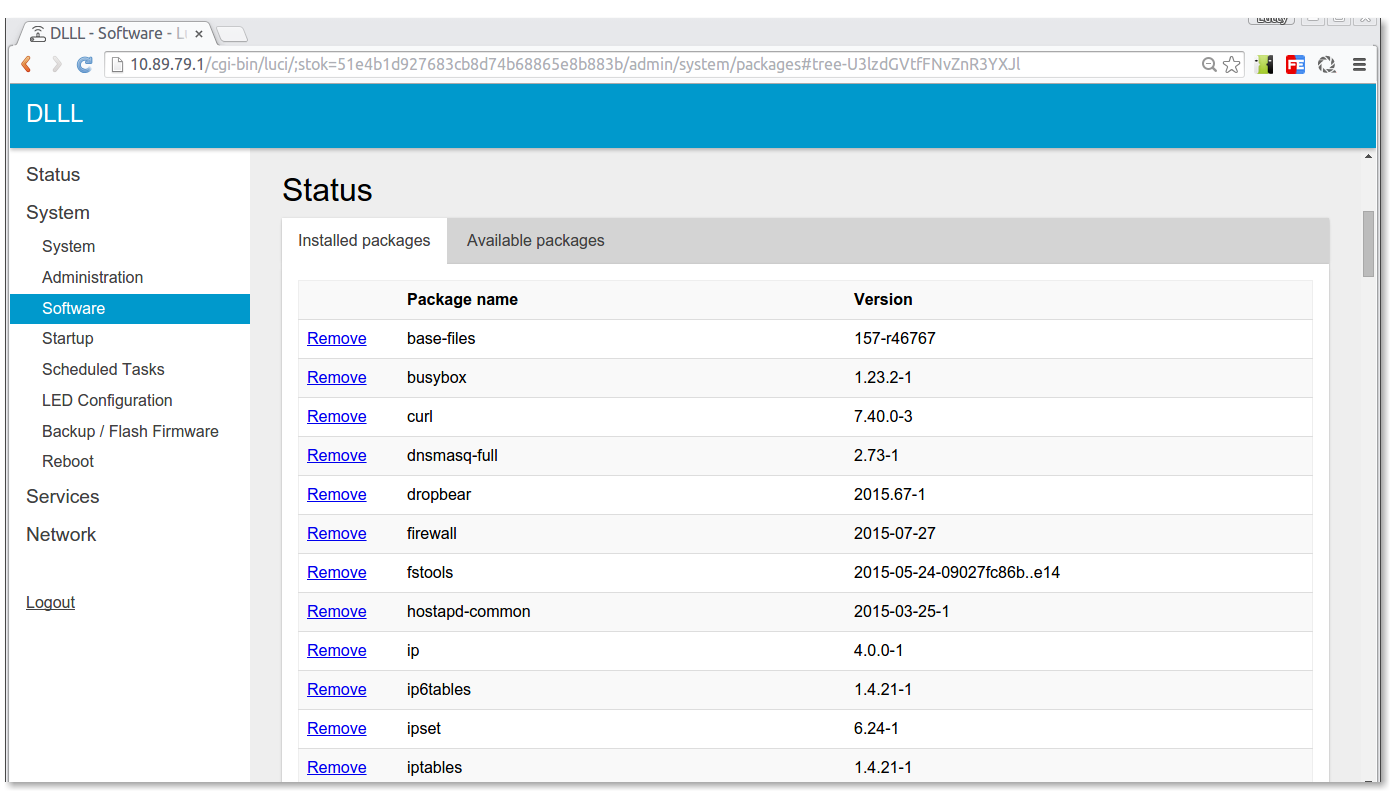 DLLL - Software - L
10.89.79.1/cgi-bin/luci/;stok=51e4b1d927683cb8d74b68865e8b883b/admin/system/packages#tree-U3lzdGVtfFNvZnR3YXJl
FE
DLLL
Status
System
System
Administration
Software
Startup
Scheduled Tasks
LED Configuration
Backup / Flash Firmware
Reboot
Services
Network
Logout
Status
Installed packages Available packages
Package name Version
Remove base-files 157-r46767
Remove busybox 1.23.2-1
Remove curl 7.40.0-3
Remove dnsmasq-full 2.73-1
Remove dropbear 2015.67-1
Remove firewall 2015-07-27
Remove fstools 2015-05-24-09027fc86b..e14
Remove hostapd-common 2015-03-25-1
Remove ip 4.0.0-1
Remove ip6tables 1.4.21-1
Remove ipset 6.24-1
Remove iptables 1.4.21-1